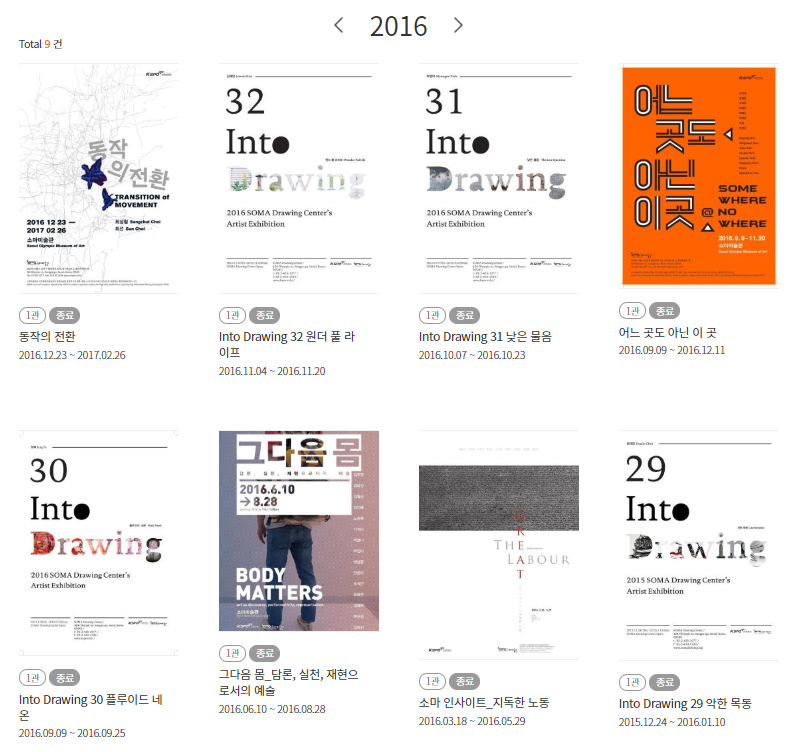 2016
Total 9 건
동작
의전환
TRANSITION of
MOVEMENT
2016 12 23 —
2017 02 26
소마미술관
Seoul Olympic Museum of Art
1관 종료
동작의 전환
2016.12.23 ~ 2017.02.26
32
Into
Drawing
2016 SOMA Drawing Center's
Artist Exhibition
1관 종료
Into Drawing 32 원더 풀 라
이프
2016.11.04 ~ 2016.11.20
31
Into
Drawing
2016 SOMA Drawing Center's
Artist Exhibition
1관 종료
Into Drawing 31 낮은 물음
2016.10.07 ~ 2016.10.23
어느
곳도
아닌
이곳
SOME
WHERE
@ NO
WHERE
2016.9.9-11.20
소마미술관
Seoul Olympic Museum of Art
1관 종료
어느 곳도 아닌 이 곳
2016.09.09 ~ 2016.12.11
30
Into
Drawing
2016 SOMA Drawing Center's
Artist Exhibition
1관 종료
Into Drawing 30 플루이드 네
온
2016.09.09 ~ 2016.09.25
그다음 몸
담론, 실천, 재현으로서의 예술
2016.6.10
→ 8.28
BODY
MATTERS
소마미술관
1관 종료
그다음 몸_담론, 실천, 재현으
로서의 예술
2016.06.10 ~ 2016.08.28
GREAT
THE LABOUR
1관 종료
소마 인사이트_지독한 노동
2016.03.18 ~ 2016.05.29
29
Into
Drawing
2015 SOMA Drawing Center's
Artist Exhibition
1관 종료
Into Drawing 29 악한 목동
2015.12.24 ~ 2016.01.10